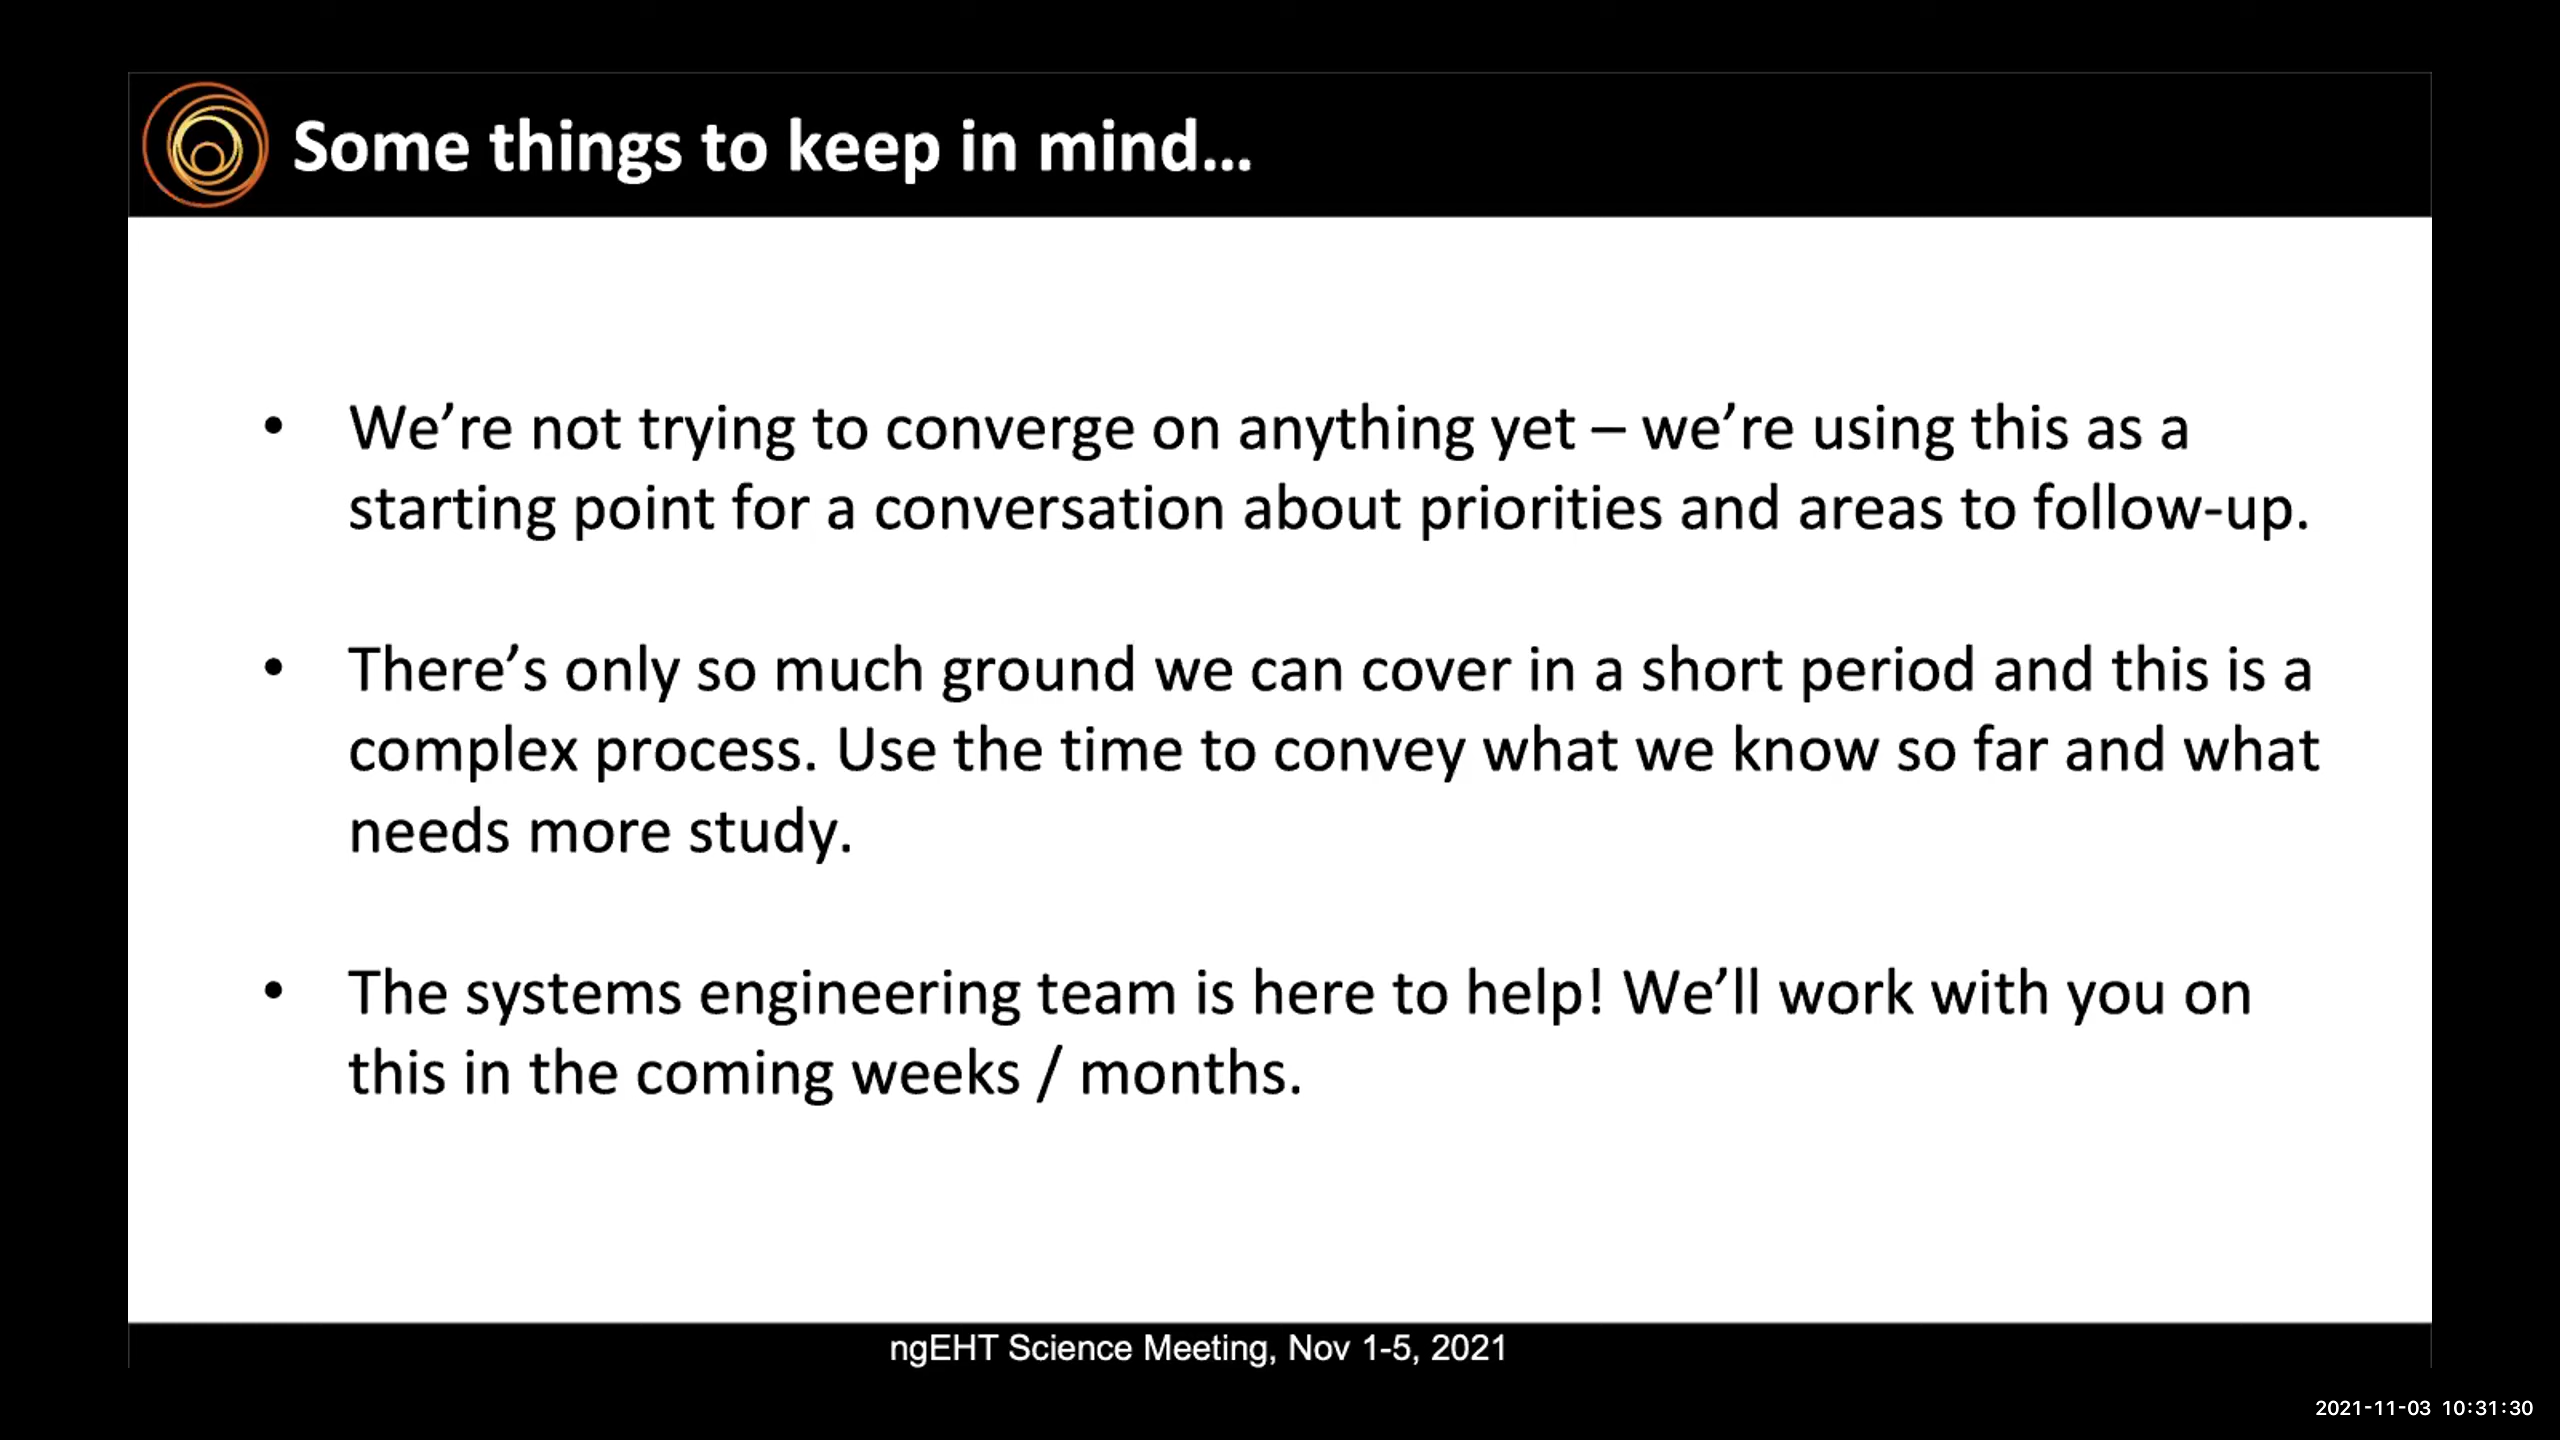 Some things to keep in mind...
• We’re not trying to converge on anything yet – we’re using this as a
starting point for a conversation about priorities and areas to follow-up.
• There’s only so much ground we can cover in a short period and this is a
complex process. Use the time to convey what we know so far and what
needs more study.
• The systems engineering team is here to help! We’ll work with you on
this in the coming weeks / months.
ngEHT Science Meeting, Nov 1-5, 2021
2021-11-03 10:31:30